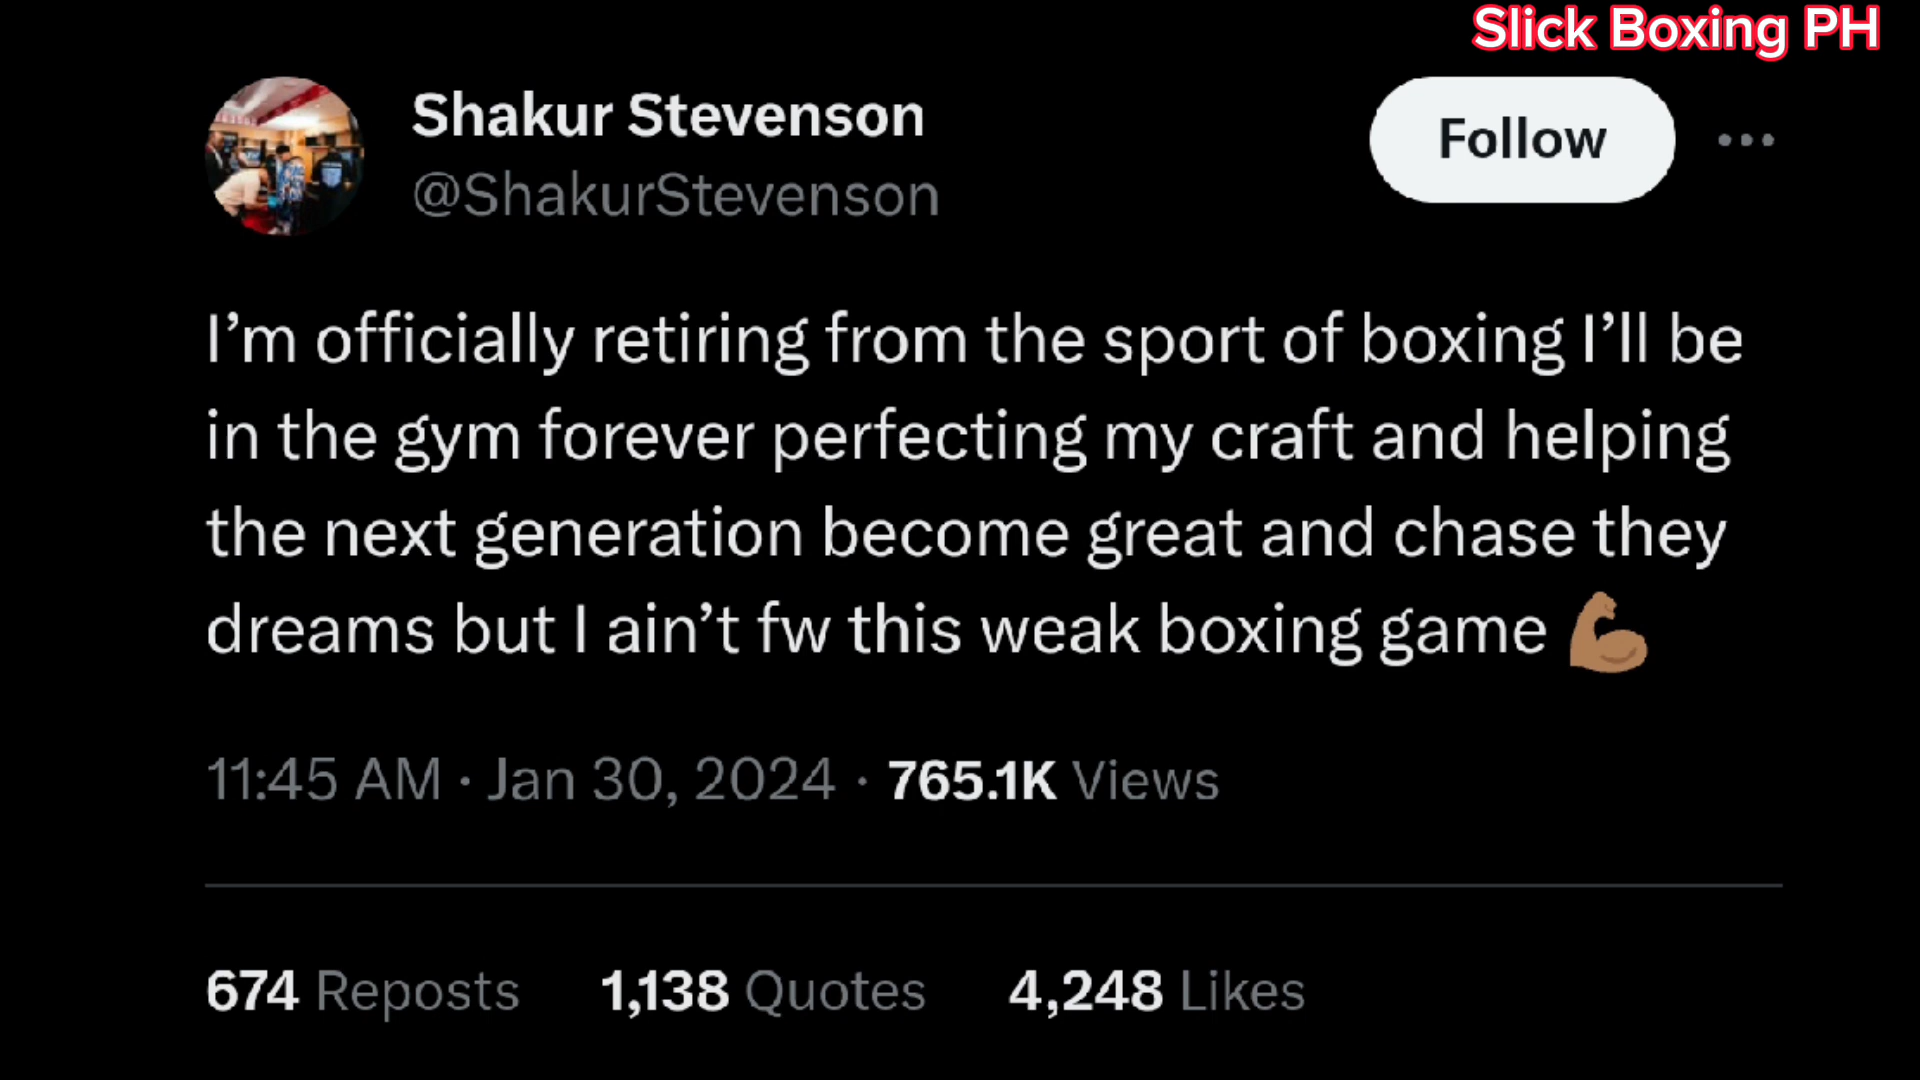 Slick Boxing PH
Shakur Stevenson
@ShakurStevenson
Follow
I’m officially retiring from the sport of boxing I’ll be
in the gym forever perfecting my craft and helping
the next generation become great and chase they
dreams but I ain’t fw this weak boxing game 💪🏽
11:45 AM · Jan 30, 2024 · 765.1K Views
674 Reposts 1,138 Quotes 4,248 Likes